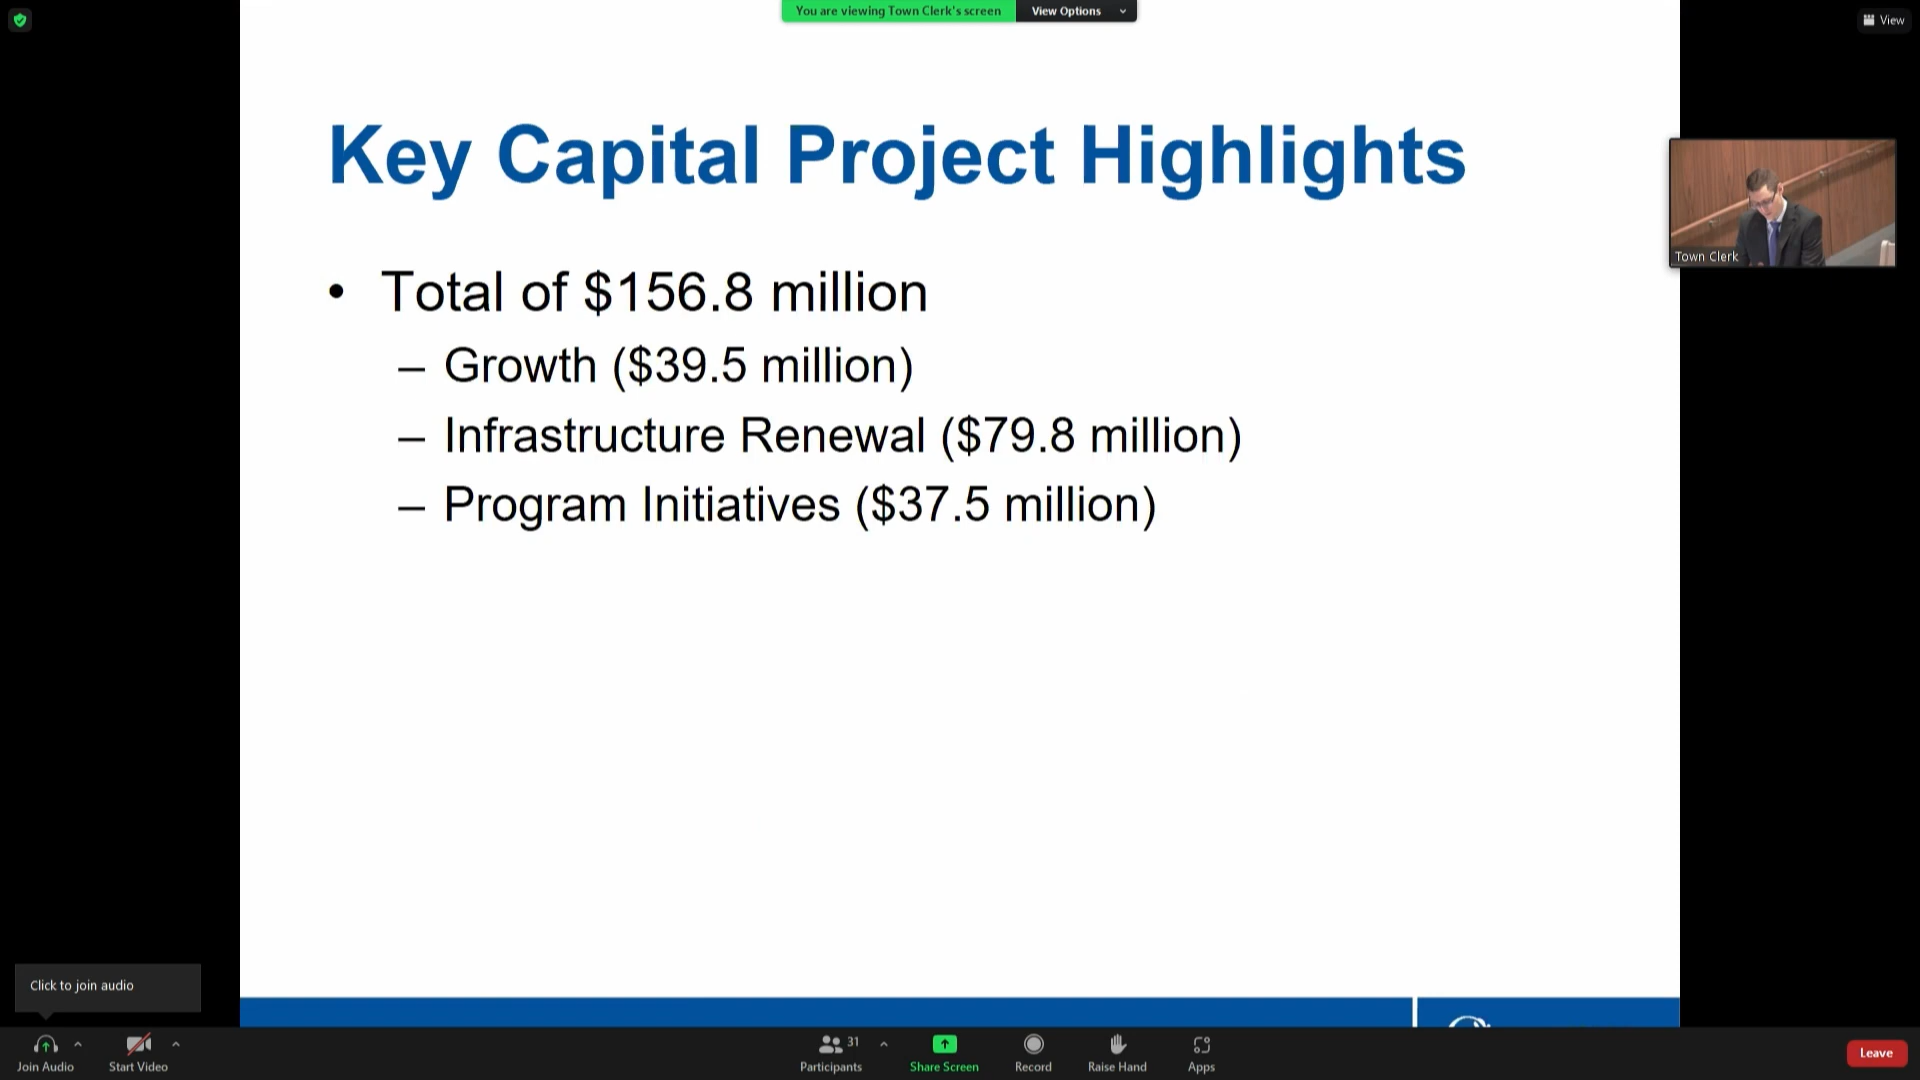 You are viewing Town Clerk's screen
View Options
View
Key Capital Project Highlights
• Total of $156.8 million
– Growth ($39.5 million)
– Infrastructure Renewal ($79.8 million)
– Program Initiatives ($37.5 million)
Town Clerk
Click to join audio
Join Audio
Start Video
31
Participants
Share Screen
Record
Raise Hand
Apps
Leave